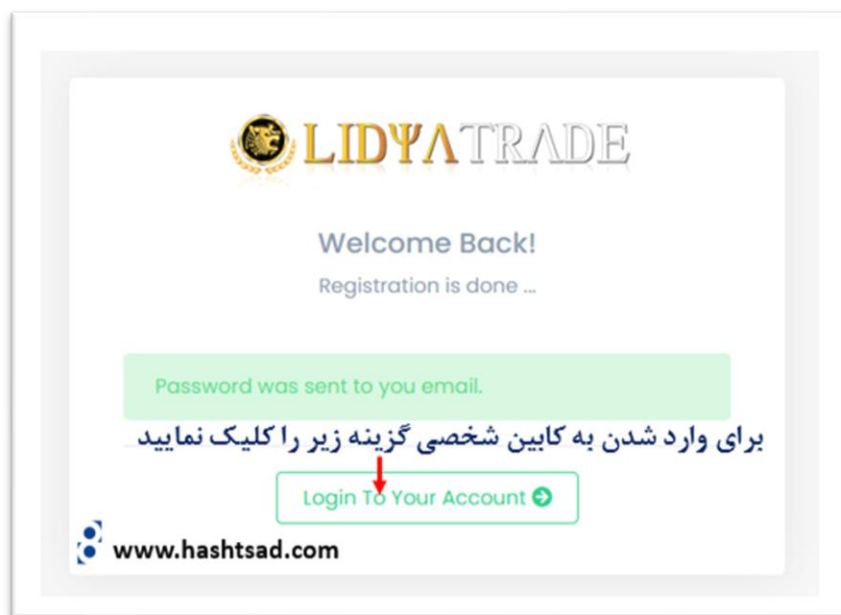 LIDYATRADE
Welcome Back!
Registration is done ...
Password was sent to you email.
برای وارد شدن به کابین شخصی گزینه زیر را کلیک نمایید
Login To Your Account
www.hashtsad.com